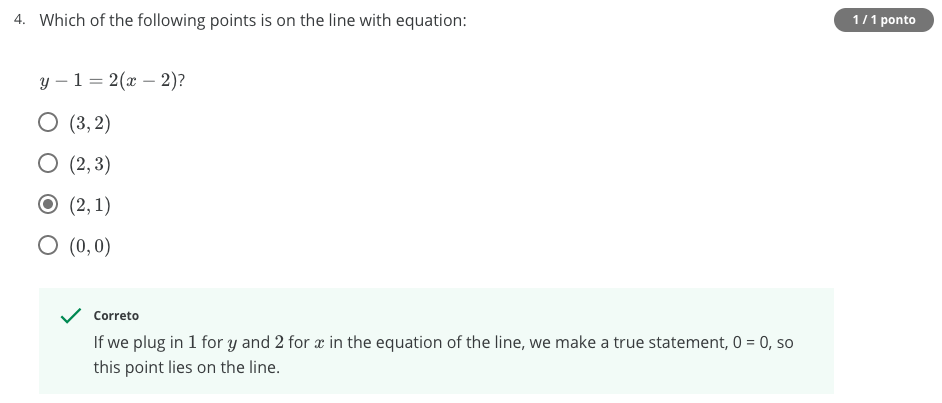 4. Which of the following points is on the line with equation:
1 / 1 ponto
y − 1 = 2(x − 2)?
(3, 2)
(2, 3)
(2, 1)
(0, 0)
Correto
If we plug in 1 for y and 2 for x in the equation of the line, we make a true statement, 0 = 0, so
this point lies on the line.